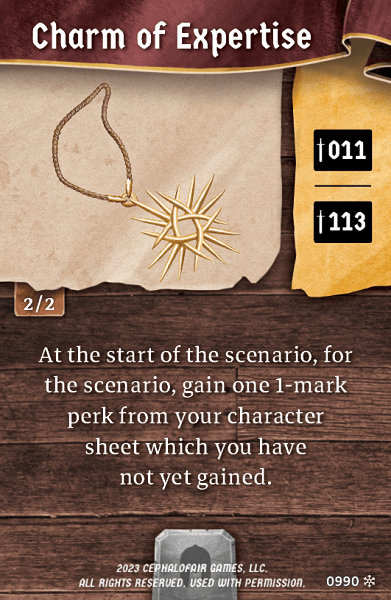 Charm of Expertise
011
113
2/2
At the start of the scenario, for
the scenario, gain one 1-mark
perk from your character
sheet which you have
not yet gained.
2023 CEPHALOFAIR GAMES, LLC.
ALL RIGHTS RESERVED. USED WITH PERMISSION.
0990